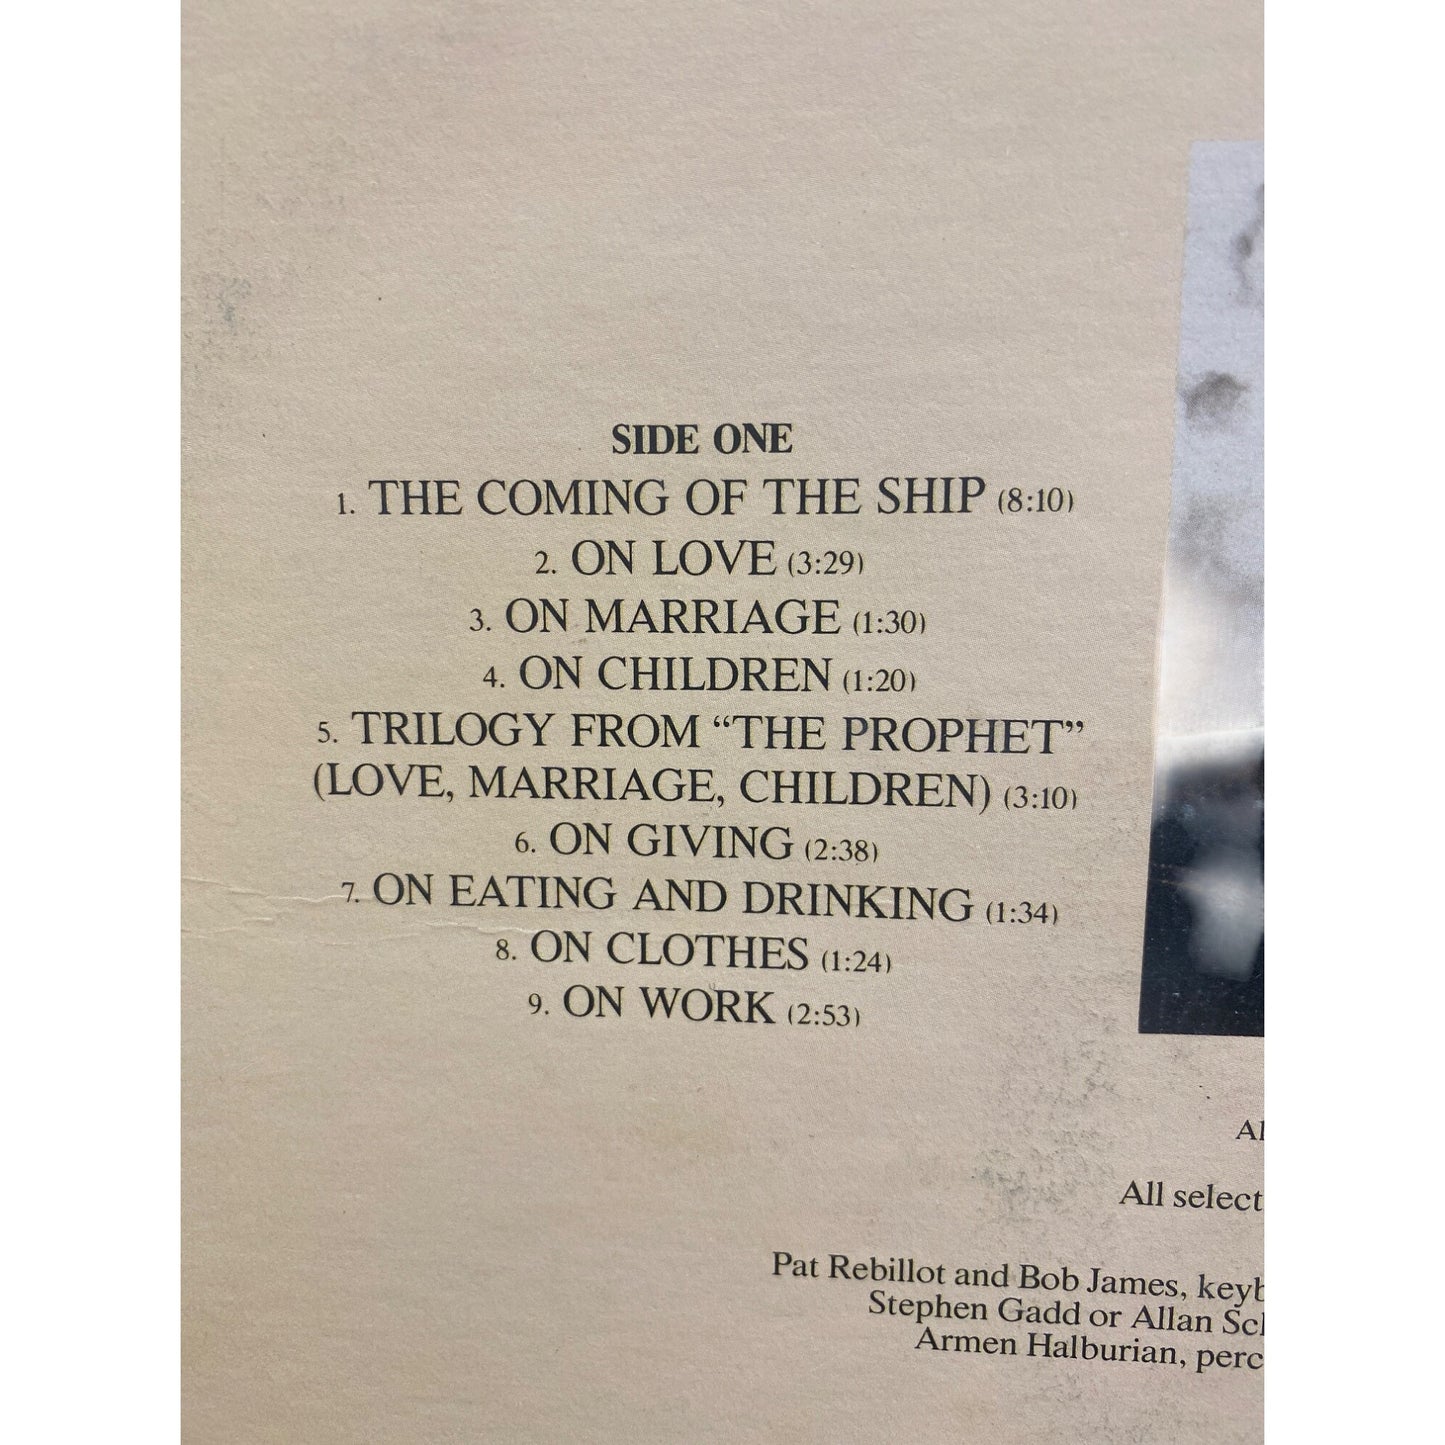 SIDE ONE
1. THE COMING OF THE SHIP (8:10)
2. ON LOVE (3:29)
3. ON MARRIAGE (1:30)
4. ON CHILDREN (1:20)
5. TRILOGY FROM “THE PROPHET”
(LOVE, MARRIAGE, CHILDREN) (3:10)
6. ON GIVING (2:38)
7. ON EATING AND DRINKING (1:34)
8. ON CLOTHES (1:24)
9. ON WORK (2:53)
All
Pat Rebillot and Bob James,
Stephen Gadd or Allan
Armen Halburian,